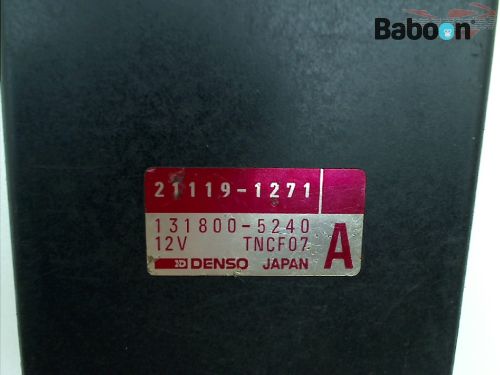 Baboon
21119-1271
131800-5240
12V TNCF07 A
DENSO JAPAN